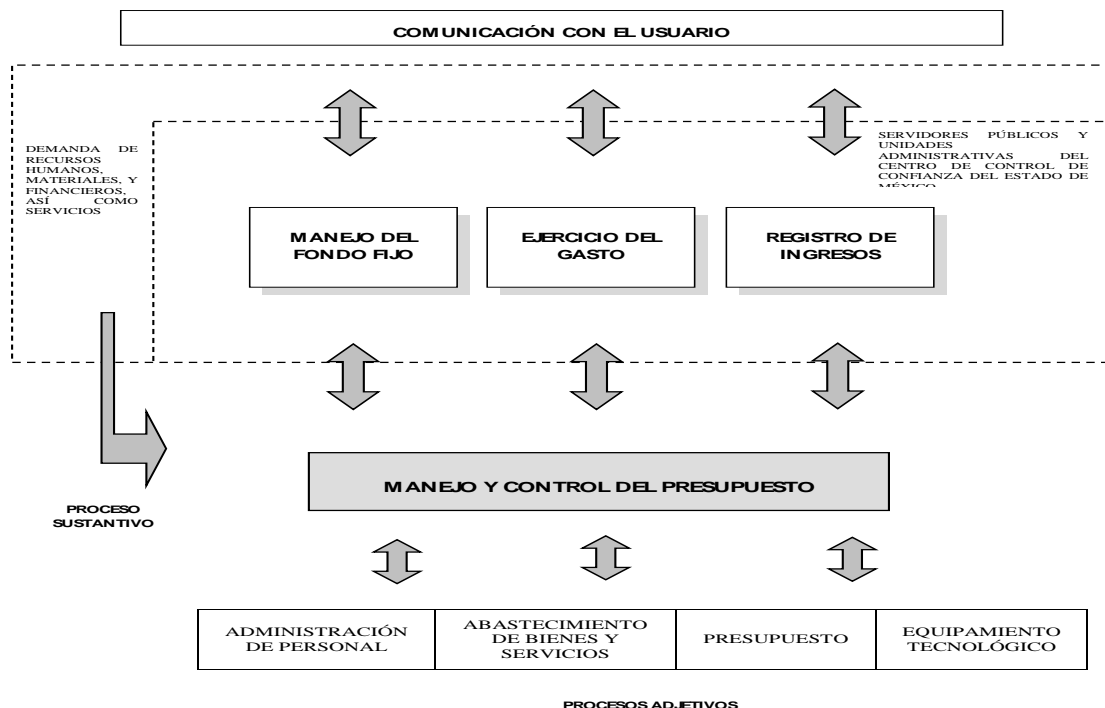 COMUNICACIÓN CON EL USUARIO
DEMANDA DE
RECURSOS
HUMANOS,
MATERIALES, Y
FINANCIEROS,
ASÍ COMO
SERVICIOS
SERVIDORES PÚBLICOS Y
UNIDADES
ADMINISTRATIVAS DEL
CENTRO DE CONTROL DE
CONFIANZA DEL ESTADO DE
MÉXICO
MANEJO DEL
FONDO FIJO
EJERCICIO DEL
GASTO
REGISTRO DE
INGRESOS
MANEJO Y CONTROL DEL PRESUPUESTO
PROCESO
SUSTANTIVO
ADMINISTRACIÓN
DE PERSONAL
ABASTECIMIENTO
DE BIENES Y
SERVICIOS
PRESUPUESTO
EQUIPAMIENTO
TECNOLÓGICO
PROCESOS ADJETIVOS